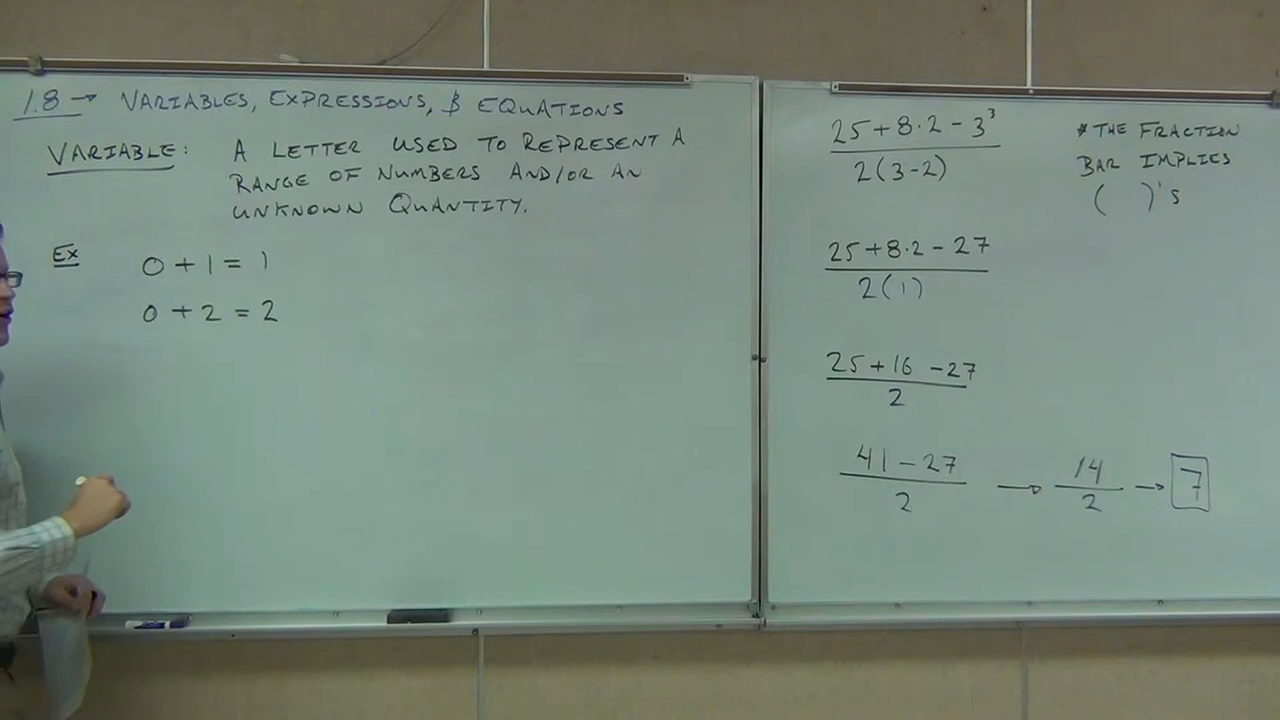 1.8 → VARIABLES, EXPRESSIONS, & EQUATIONS
VARIABLE: A LETTER USED TO REPRESENT A
RANGE OF NUMBERS AND/OR AN
UNKNOWN QUANTITY.
Ex 0 + 1 = 1
0 + 2 = 2
25 + 8 · 2 - 3³
2(3-2)
* THE FRACTION
BAR IMPLIES
( )'s
25 + 8 · 2 - 27
2(1)
25 + 16 - 27
2
41 - 27 → 14 → 7
2 2